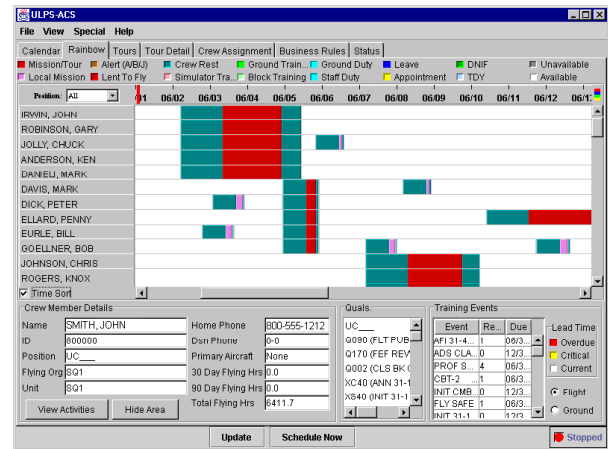 ULPS-ACS
File View Special Help
Calendar Rainbow Tours Tour Detail Crew Assignment Business Rules Status
Mission/Tour Alert (A/B/J) Crew Rest Ground Train... Ground Duty Leave DNIF Unavailable
Local Mission Lent To Fly Simulator Tra... Block Training Staff Duty Appointment TDY Available
Position: All /01 06/02 06/03 06/04 06/05 06/06 06/07 06/08 06/09 06/10 06/11 06/12 06/1
IRWIN, JOHN
ROBINSON, GARY
JOLLY, CHUCK
ANDERSON, KEN
DANIELI, MARK
DAVIS, MARK
DICK, PETER
ELLARD, PENNY
EURLE, BILL
GOELLNER, BOB
JOHNSON, CHRIS
ROGERS, KNOX
Time Sort
Crew Member Details Quals. Training Events
Name SMITH, JOHN Home Phone 800-555-1212 UC___ Event Re... Due Lead Time
ID 800000 Dsn Phone 0-0 Q090 (FLT PUB AFI 31-4... 1 06/3... Overdue
Position UC___ Primary Aircraft None Q170 (FEF REV ADS CLA... 0 12/3... Critical
Flying Org SQ1 30 Day Flying Hrs 0.0 Q002 (CLS BK PROF S... 4 06/3... Current
Unit SQ1 90 Day Flying Hrs 0.0 XC40 (ANN 31-1 CBT-2 1 06/3... Flight
View Activities Hide Area Total Flying Hrs 6411.7 XS40 (INIT 31-1 INIT CMB... 0 12/3... Ground
FLY SAFE 1 06/3...
INIT 31-1 0 12/3
Update Schedule Now Stopped